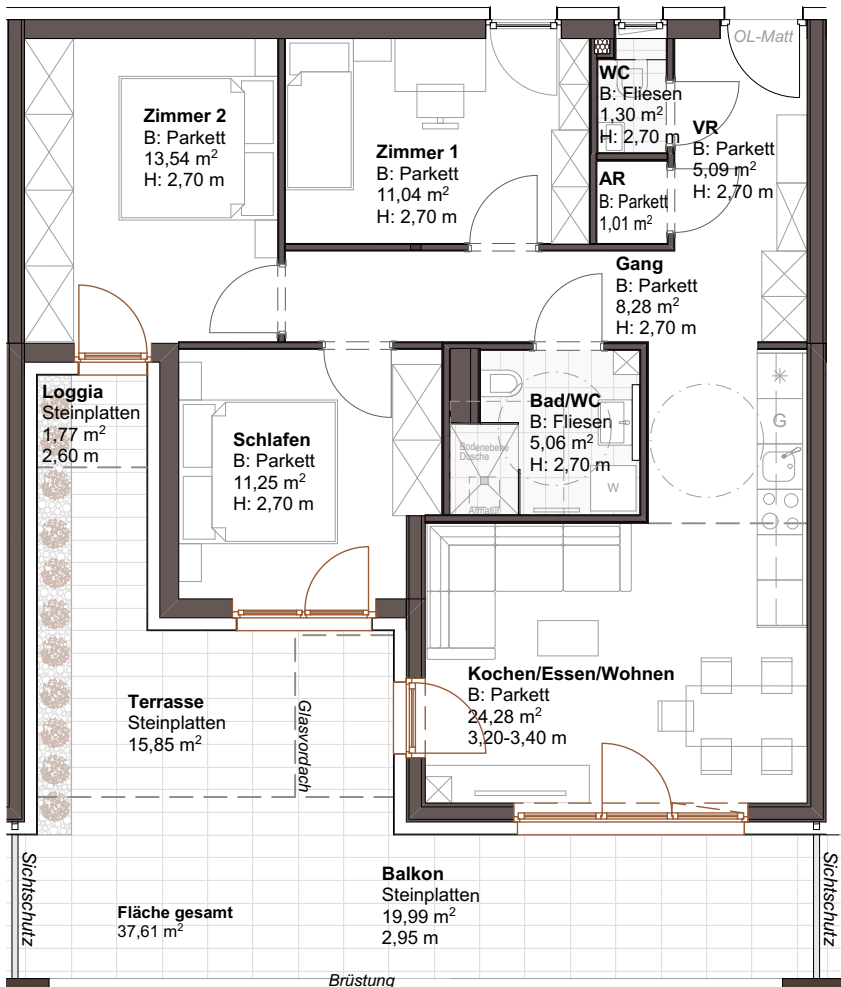 OL-Matt
WC
B: Fliesen
1,30 m²
H: 2,70 m
Zimmer 2
B: Parkett
13,54 m²
H: 2,70 m
Zimmer 1
B: Parkett
11,04 m²
H: 2,70 m
VR
B: Parkett
5,09 m²
H: 2,70 m
AR
B: Parkett
1,01 m²
Gang
B: Parkett
8,28 m²
H: 2,70 m
Loggia
Steinplatten
1,77 m²
2,60 m
Schlafen
B: Parkett
11,25 m²
H: 2,70 m
Bad/WC
B: Fliesen
5,06 m²
H: 2,70 m
Bodenebene
Dusche
Armatur
W
G
Kochen/Essen/Wohnen
B: Parkett
24,28 m²
3,20-3,40 m
Terrasse
Steinplatten
15,85 m²
Glasvordach
Balkon
Steinplatten
19,99 m²
2,95 m
Fläche gesamt
37,61 m²
Sichtschutz
Sichtschutz
Brüstung